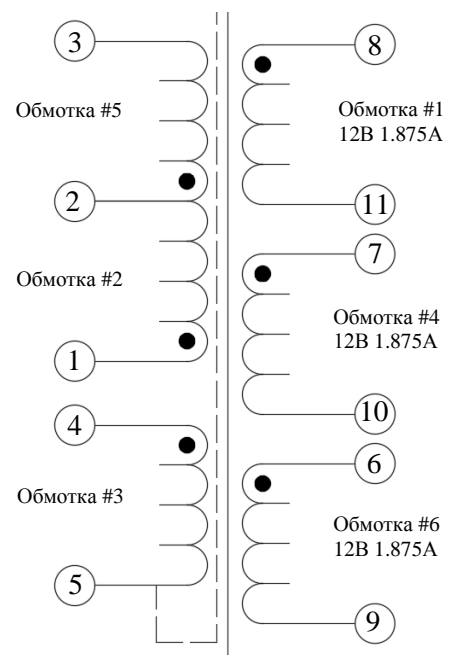 3
8
Обмотка #5
Обмотка #1
12В 1.875А
2
11
7
Обмотка #2
Обмотка #4
12В 1.875А
1
10
4
6
Обмотка #3
Обмотка #6
12В 1.875А
5
9